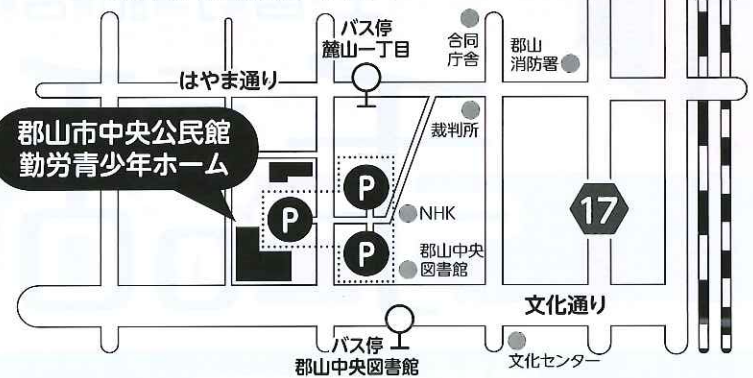 バス停
麓山一丁目
合同
庁舎
郡山
消防署
はやま通り
裁判所
郡山市中央公民館
勤労青少年ホーム
P
P
P
NHK
17
郡山中央
図書館
文化通り
バス停
郡山中央図書館
文化センター